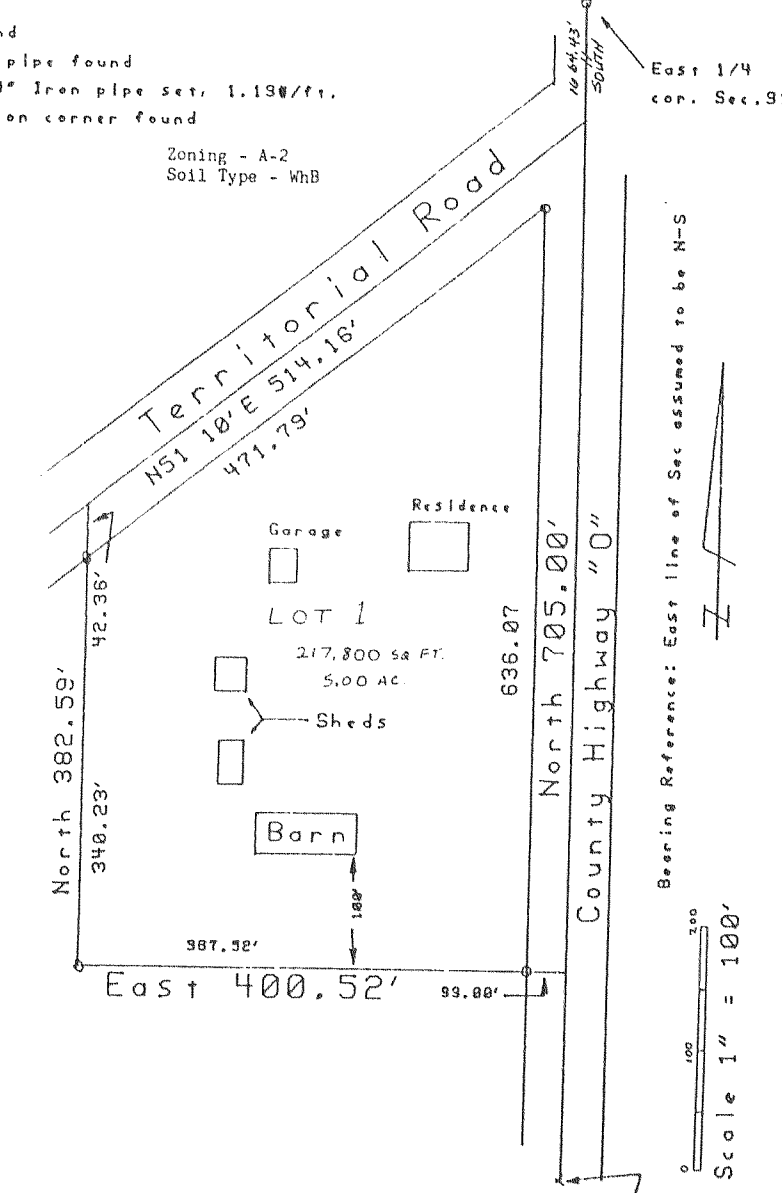 pipe found
Iron pipe set, 1.13#/ft.
on corner found
Zoning - A-2
Soil Type - WhB
1664.43'
SOUTH
East 1/4
cor. Sec.
Territorial Road
N51 10' E 514.16'
471.79'
Residence
Garage
LOT 1
217,800 SQ FT.
5.00 AC.
Sheds
Barn
100'
42.36'
North 382.59'
340.23'
636.07
North 705.00'
County Highway "O"
Bearing Reference: East line of Sec assumed to be N-S
N
367.52'
East 400.52'
33.00'
0 100 200
Scale 1" = 100'